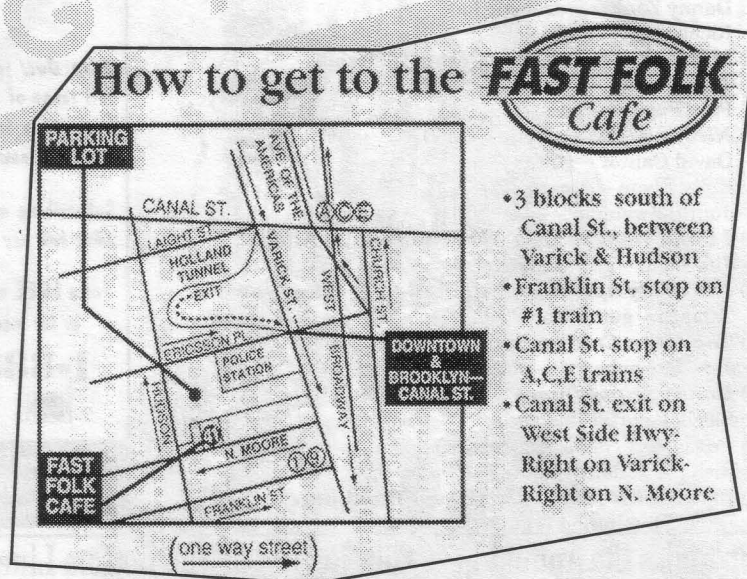 How to get to the FAST FOLK
Cafe
PARKING
LOT
AVE. OF THE
AMERICAS
CANAL ST.
A C E
LAIGHT ST.
HOLLAND
TUNNEL
EXIT
VARICK ST.
WEST
BROADWAY
CHURCH ST.
ERICSSON PL.
POLICE
STATION
DOWNTOWN
&
BROOKLYN—
CANAL ST.
HUDSON
41
N. MOORE
1 9
FAST
FOLK
CAFE
FRANKLIN ST.
(one way street)
•3 blocks south of
Canal St., between
Varick & Hudson
•Franklin St. stop on
#1 train
•Canal St. stop on
A,C,E trains
•Canal St. exit on
West Side Hwy-
Right on Varick-
Right on N. Moore